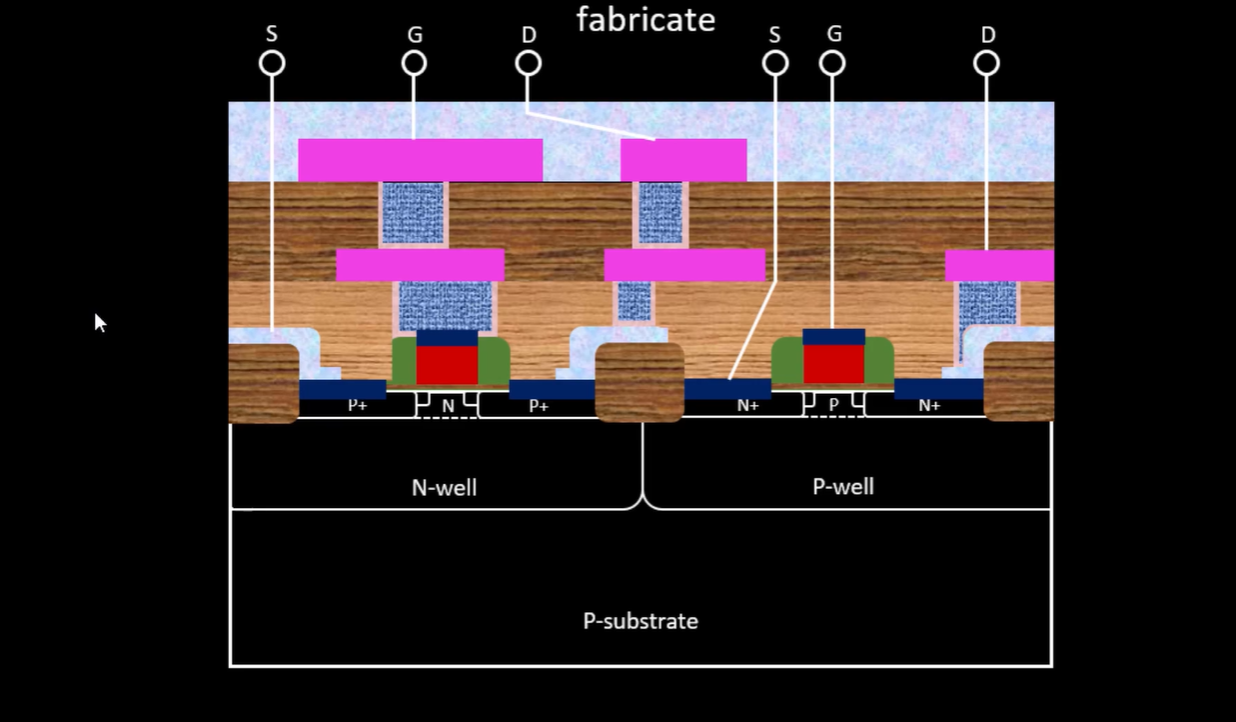 fabricate
S G D S G D
P+ N P+ N+ P N+
N-well P-well
P-substrate